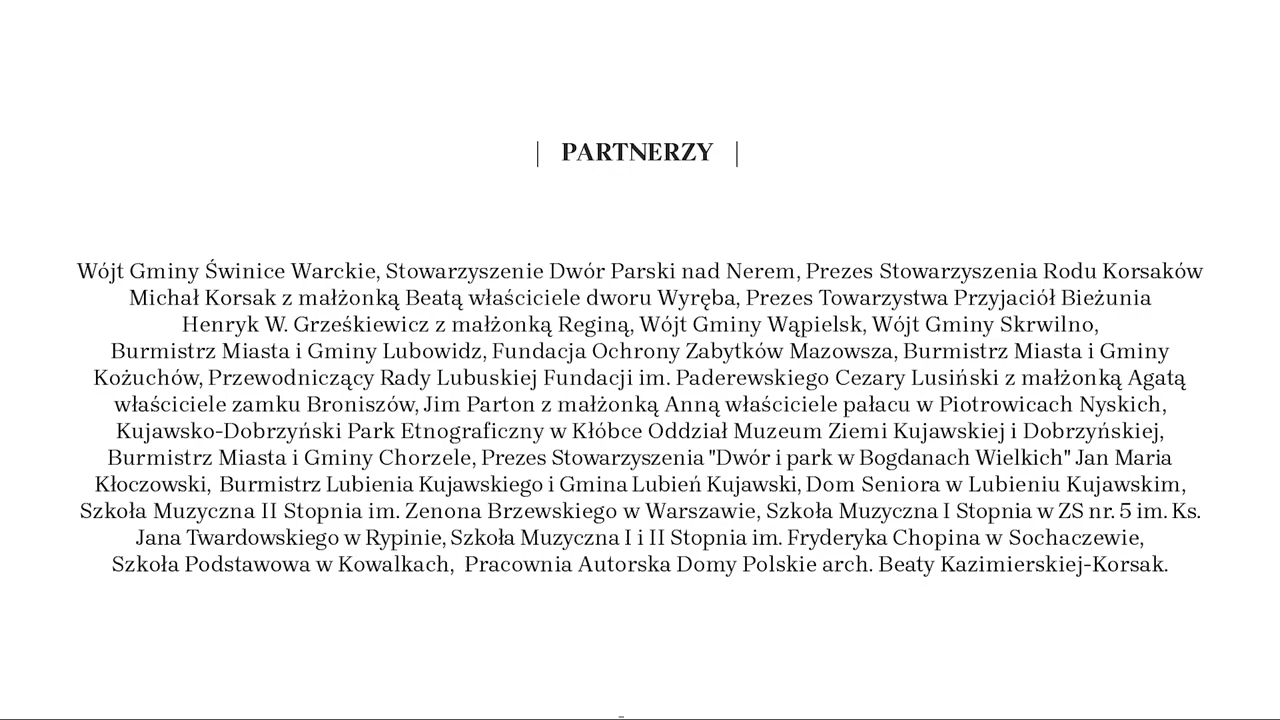 | PARTNERZY |
Wójt Gminy Świnice Warckie, Stowarzyszenie Dwór Parski nad Nerem, Prezes Stowarzyszenia Rodu Korsaków
Michał Korsak z małżonką Beatą właściciele dworu Wyręba, Prezes Towarzystwa Przyjaciół Bieżunia
Henryk W. Grześkiewicz z małżonką Reginą, Wójt Gminy Wąpielsk, Wójt Gminy Skrwilno,
Burmistrz Miasta i Gminy Lubowidz, Fundacja Ochrony Zabytków Mazowsza, Burmistrz Miasta i Gminy
Kożuchów, Przewodniczący Rady Lubuskiej Fundacji im. Paderewskiego Cezary Lusiński z małżonką Agatą
właściciele zamku Broniszów, Jim Parton z małżonką Anną właściciele pałacu w Piotrowicach Nyskich,
Kujawsko-Dobrzyński Park Etnograficzny w Kłóbce Oddział Muzeum Ziemi Kujawskiej i Dobrzyńskiej,
Burmistrz Miasta i Gminy Chorzele, Prezes Stowarzyszenia "Dwór i park w Bogdanach Wielkich" Jan Maria
Kłoczowski, Burmistrz Lubienia Kujawskiego i Gmina Lubień Kujawski, Dom Seniora w Lubieniu Kujawskim,
Szkoła Muzyczna II Stopnia im. Zenona Brzewskiego w Warszawie, Szkoła Muzyczna I Stopnia w ZS nr. 5 im. Ks.
Jana Twardowskiego w Rypinie, Szkoła Muzyczna I i II Stopnia im. Fryderyka Chopina w Sochaczewie,
Szkoła Podstawowa w Kowalkach, Pracownia Autorska Domy Polskie arch. Beaty Kazimierskiej-Korsak.